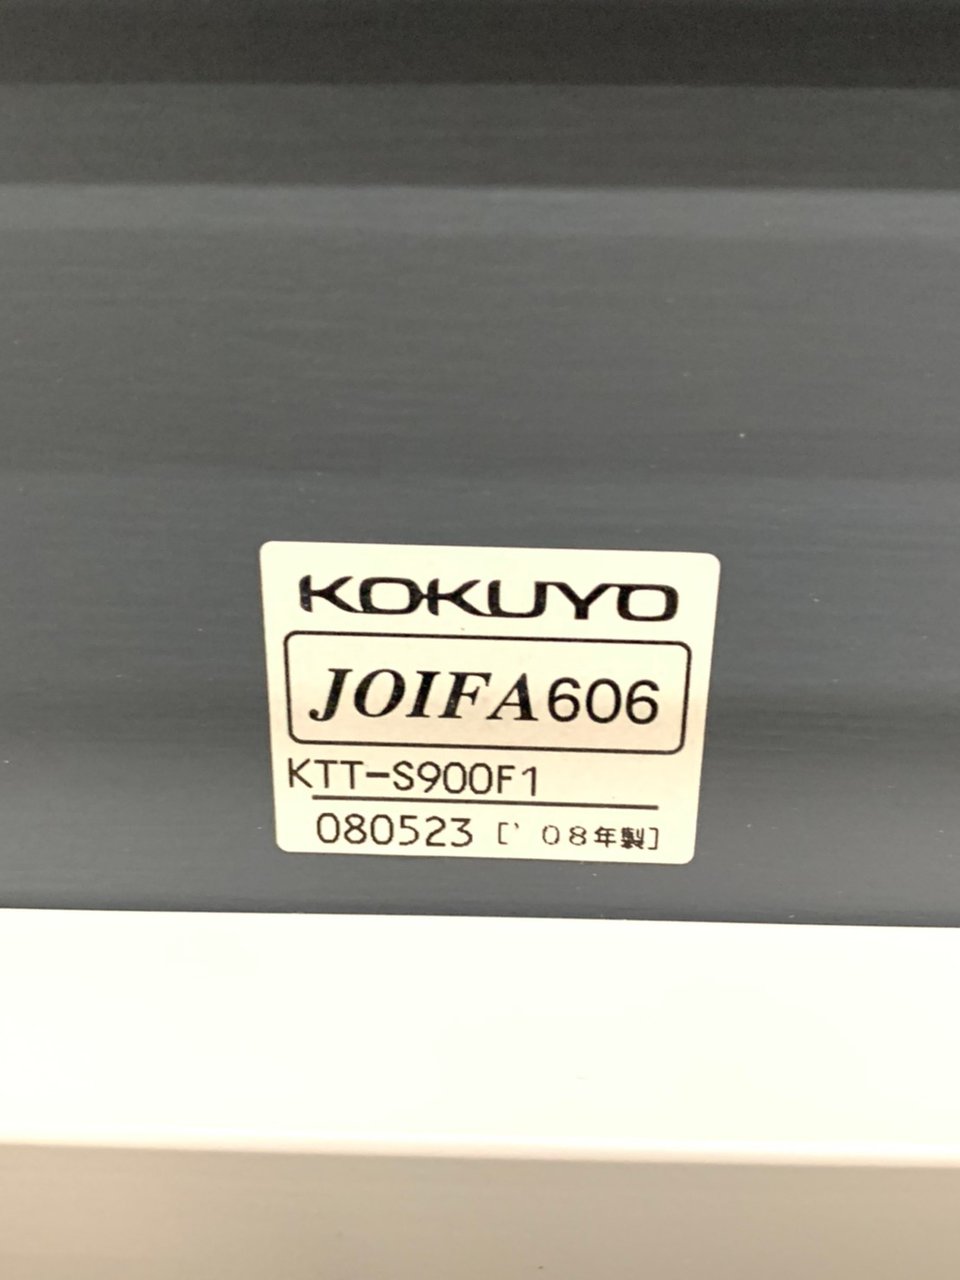 KOKUYO
JOIFA606
KTT-S900F1
080523 [' 08年製]